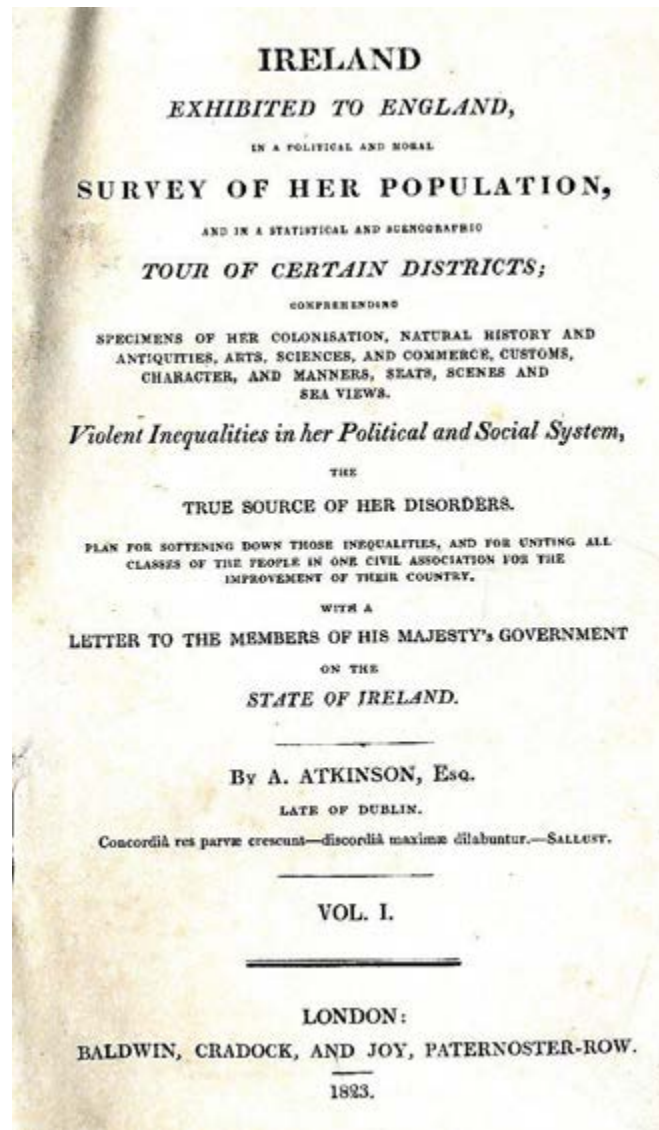 IRELAND
EXHIBITED TO ENGLAND,
IN A POLITICAL AND MORAL
SURVEY OF HER POPULATION,
AND IN A STATISTICAL AND SCENOGRAPHIC
TOUR OF CERTAIN DISTRICTS;
COMPREHENDING
SPECIMENS OF HER COLONISATION, NATURAL HISTORY AND
ANTIQUITIES, ARTS, SCIENCES, AND COMMERCE, CUSTOMS,
CHARACTER, AND MANNERS, SEATS, SCENES AND
SEA VIEWS.
Violent Inequalities in her Political and Social System,
THE
TRUE SOURCE OF HER DISORDERS.
PLAN FOR SOFTENING DOWN THOSE INEQUALITIES, AND FOR UNITING ALL
CLASSES OF THE PEOPLE IN ONE CIVIL ASSOCIATION FOR THE
IMPROVEMENT OF THEIR COUNTRY.
WITH A
LETTER TO THE MEMBERS OF HIS MAJESTY's GOVERNMENT
ON THE
STATE OF IRELAND.
By A. ATKINSON, Esq.
LATE OF DUBLIN.
Concordiâ res parvæ crescunt—discordiâ maximæ dilabuntur.—SALLUST.
VOL. I.
LONDON:
BALDWIN, CRADOCK, AND JOY, PATERNOSTER-ROW.
1823.